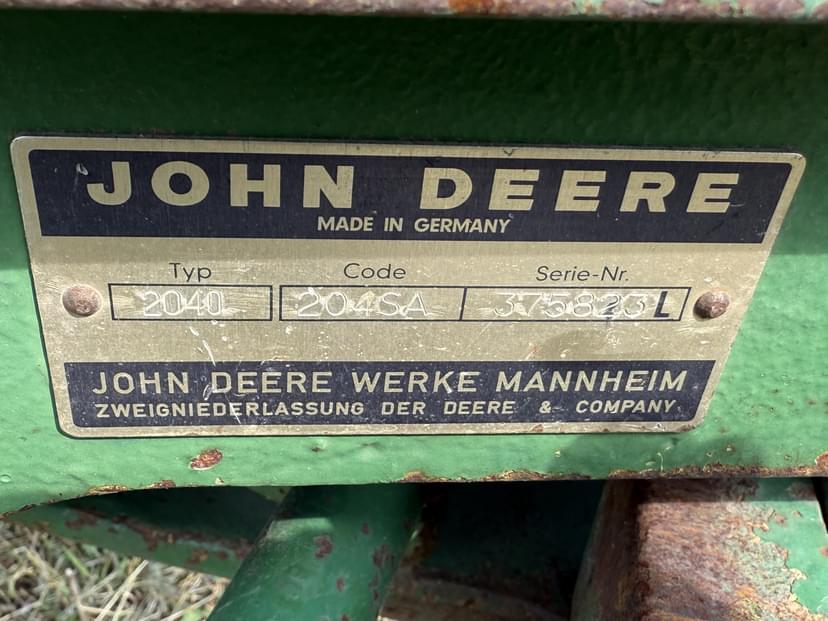 JOHN DEERE
MADE IN GERMANY
Typ Code Serie-Nr.
2040 204SA 375823L
JOHN DEERE WERKE MANNHEIM
ZWEIGNIEDERLASSUNG DER DEERE & COMPANY